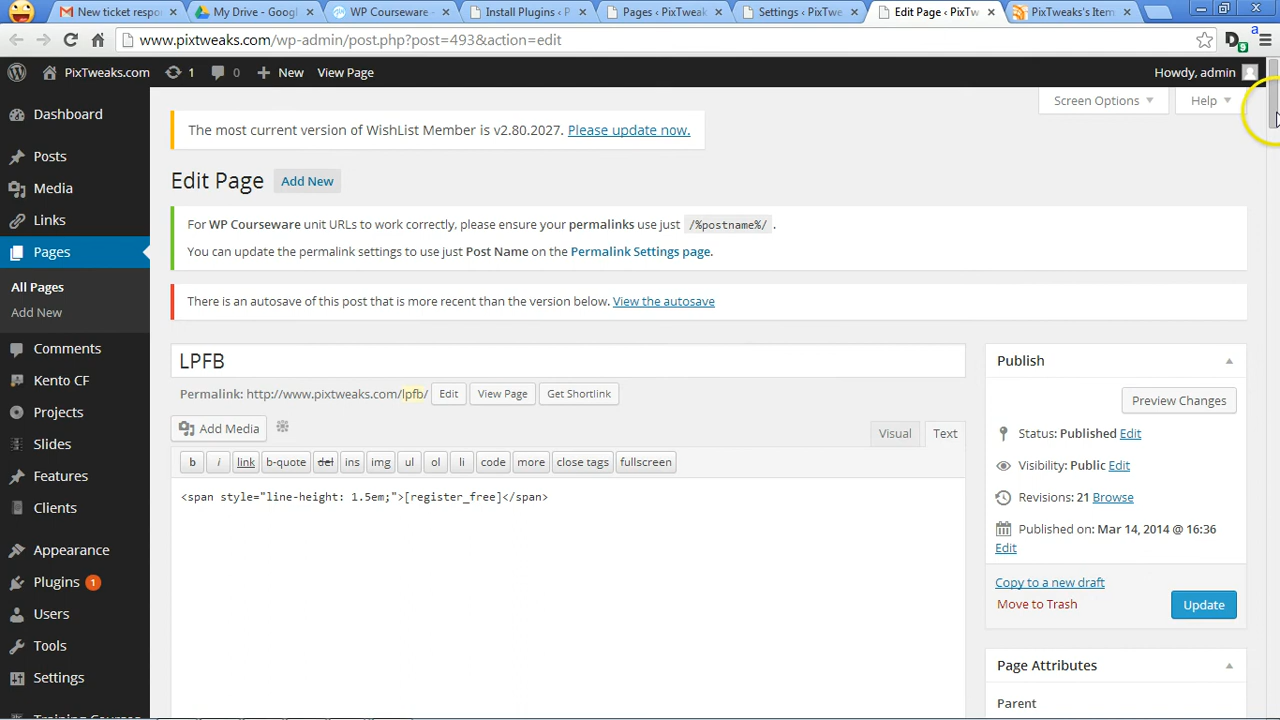 New ticket respo
My Drive - Googl
WP Courseware -
Install Plugins ‹ P
Pages ‹ PixTweak
Settings ‹ PixTwe
Edit Page ‹ PixTw
PixTweaks's Item
www.pixtweaks.com/wp-admin/post.php?post=493&action=edit
9
a
PixTweaks.com
1
0
New
View Page
Howdy, admin
Screen Options
Help
Dashboard
Posts
Media
Links
Pages
All Pages
Add New
Comments
Kento CF
Projects
Slides
Features
Clients
Appearance
Plugins 1
Users
Tools
Settings
The most current version of WishList Member is v2.80.2027. Please update now.
Edit Page Add New
For WP Courseware unit URLs to work correctly, please ensure your permalinks use just /%postname%/ .
You can update the permalink settings to use just Post Name on the Permalink Settings page.
There is an autosave of this post that is more recent than the version below. View the autosave
LPFB
Permalink: http://www.pixtweaks.com/lpfb/ Edit View Page Get Shortlink
Add Media
Visual Text
b i link b-quote del ins img ul ol li code more close tags fullscreen
<span style="line-height: 1.5em;">[register_free]</span>
Publish
Preview Changes
Status: Published Edit
Visibility: Public Edit
Revisions: 21 Browse
Published on: Mar 14, 2014 @ 16:36
Edit
Copy to a new draft
Move to Trash
Update
Page Attributes
Parent